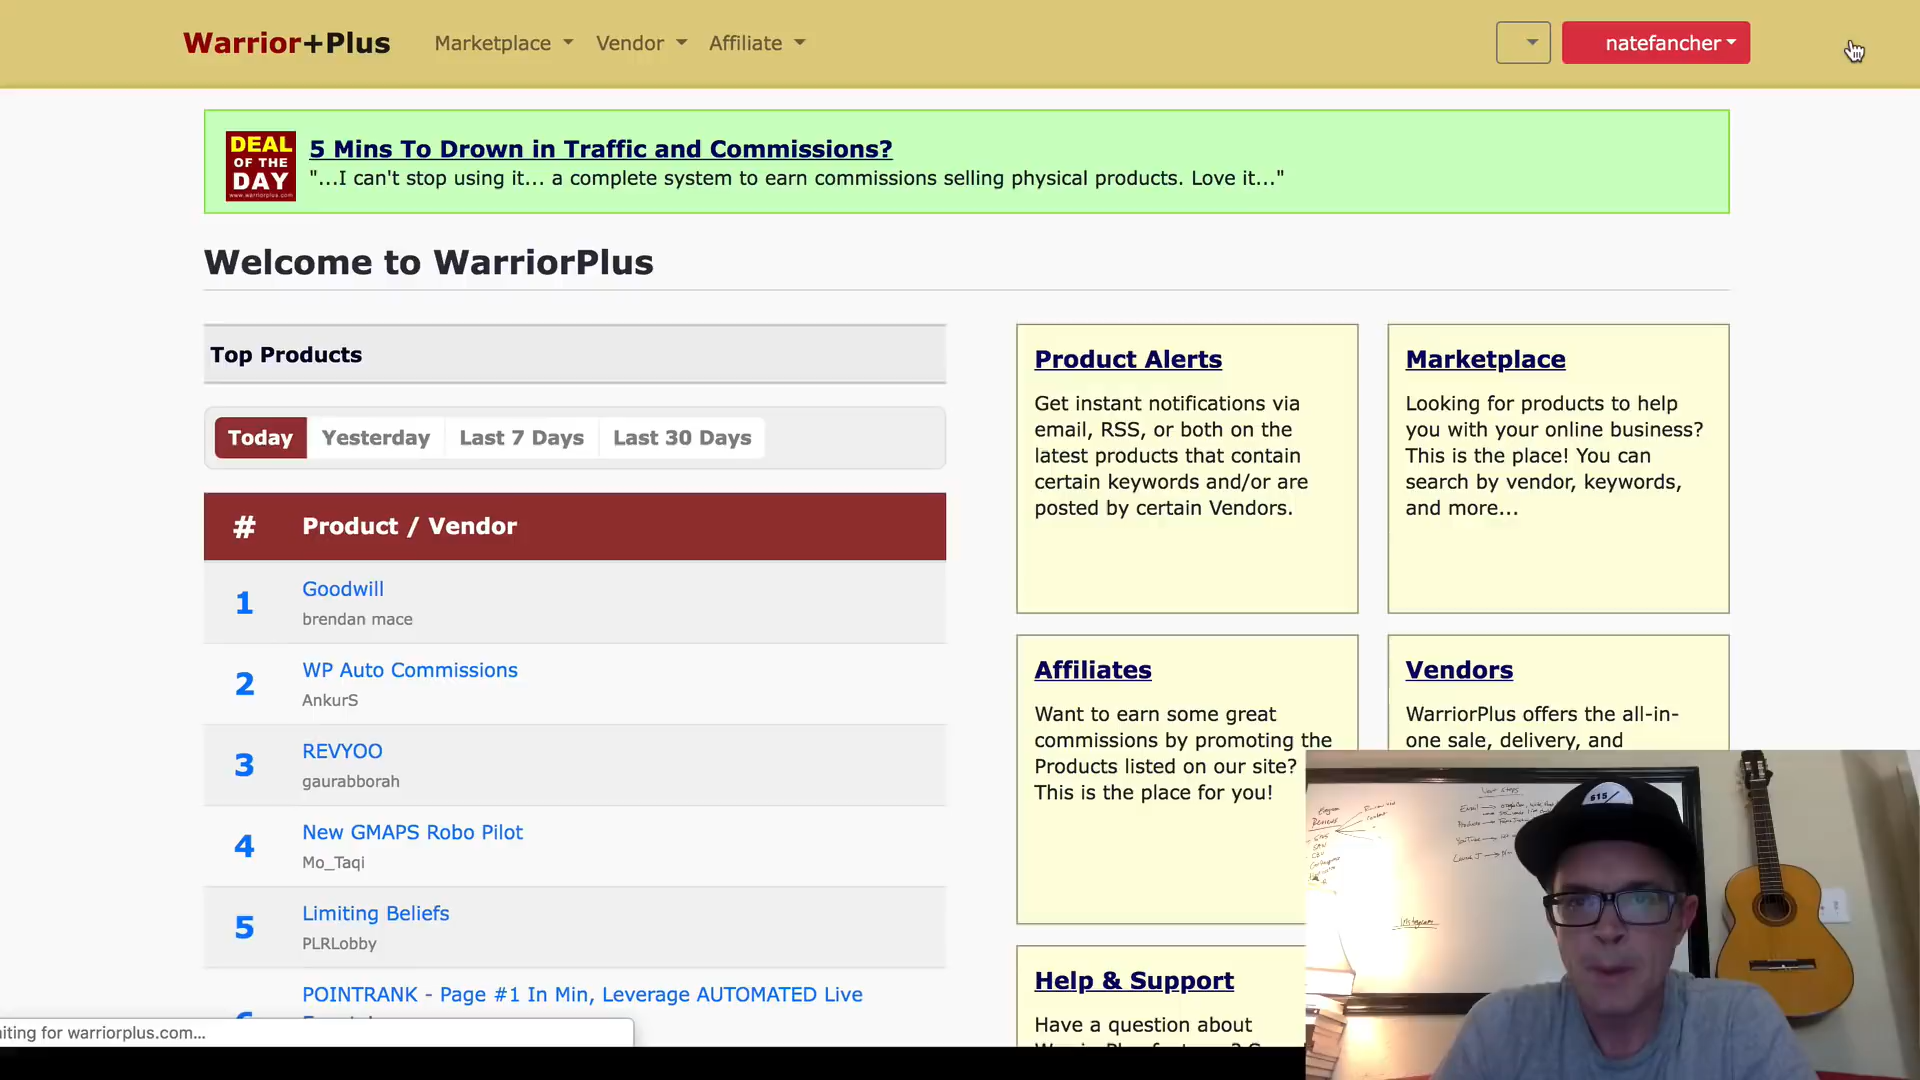 Warrior+Plus
Marketplace
Vendor
Affiliate
natefancher
DEAL
OF THE
DAY
www.warriorplus.com
5 Mins To Drown in Traffic and Commissions?
"...I can't stop using it... a complete system to earn commissions selling physical products. Love it..."
Welcome to WarriorPlus
Top Products
Today
Yesterday
Last 7 Days
Last 30 Days
# Product / Vendor
1
Goodwill
brendan mace
2
WP Auto Commissions
AnkurS
3
REVYOO
gaurabborah
4
New GMAPS Robo Pilot
Mo_Taqi
5
Limiting Beliefs
PLRLobby
POINTRANK - Page #1 In Min, Leverage AUTOMATED Live
Product Alerts
Get instant notifications via
email, RSS, or both on the
latest products that contain
certain keywords and/or are
posted by certain Vendors.
Marketplace
Looking for products to help
you with your online business?
This is the place! You can
search by vendor, keywords,
and more...
Affiliates
Want to earn some great
commissions by promoting the
Products listed on our site?
This is the place for you!
Vendors
WarriorPlus offers the all-in-
one sale, delivery, and
Help & Support
Have a question about
iting for warriorplus.com...
Reviews
YouTube
$15/